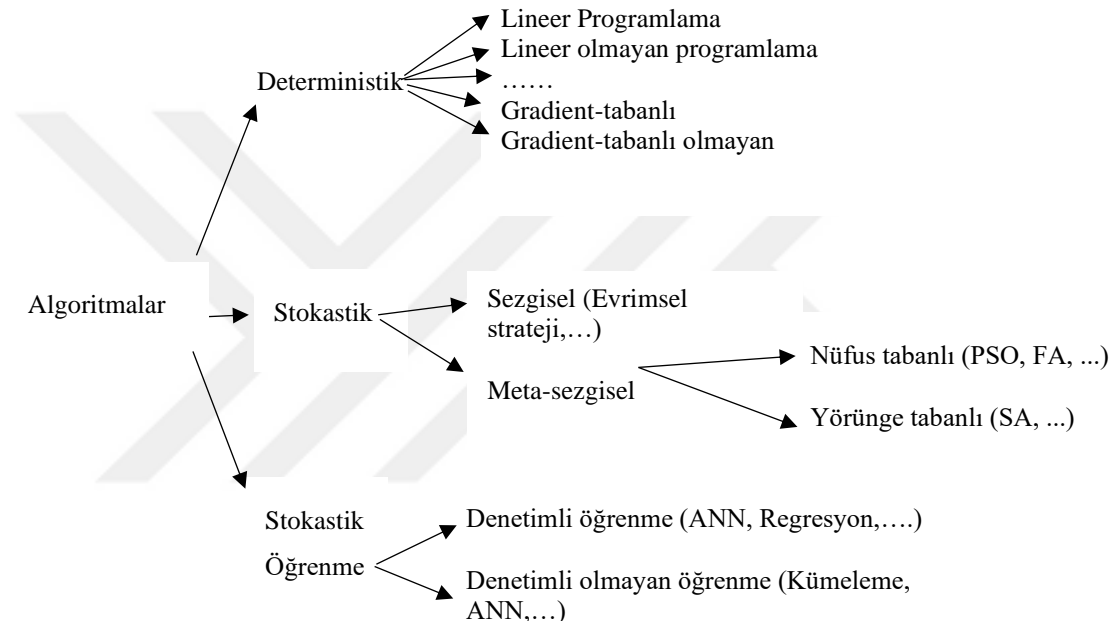 Lineer Programlama
Lineer olmayan programlama
Deterministik
……
Gradient-tabanlı
Gradient-tabanlı olmayan
Algoritmalar
Stokastik
Sezgisel (Evrimsel
strateji,…)
Meta-sezgisel
Nüfus tabanlı (PSO, FA, ...)
Yörünge tabanlı (SA, ...)
Stokastik
Öğrenme
Denetimli öğrenme (ANN, Regresyon,….)
Denetimli olmayan öğrenme (Kümeleme,
ANN,…)